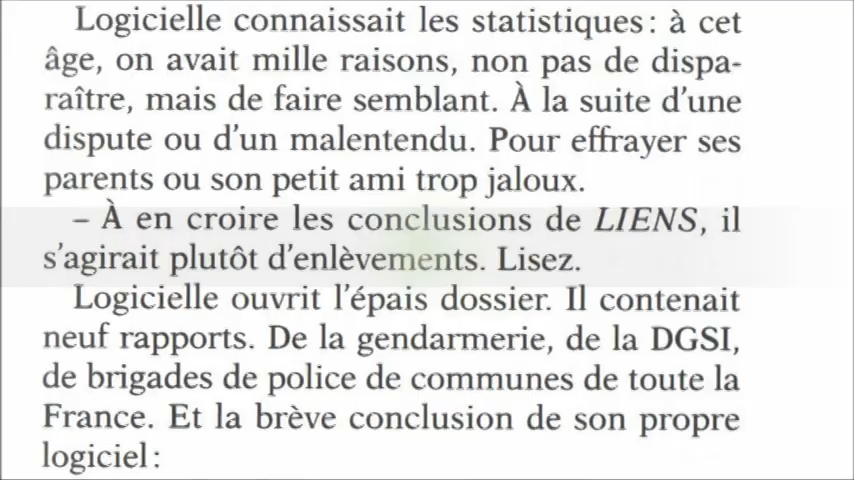 Logicielle connaissait les statistiques : à cet
âge, on avait mille raisons, non pas de dispa-
raître, mais de faire semblant. À la suite d'une
dispute ou d'un malentendu. Pour effrayer ses
parents ou son petit ami trop jaloux.
– À en croire les conclusions de LIENS, il
s'agirait plutôt d'enlèvements. Lisez.
Logicielle ouvrit l'épais dossier. Il contenait
neuf rapports. De la gendarmerie, de la DGSI,
de brigades de police de communes de toute la
France. Et la brève conclusion de son propre
logiciel :